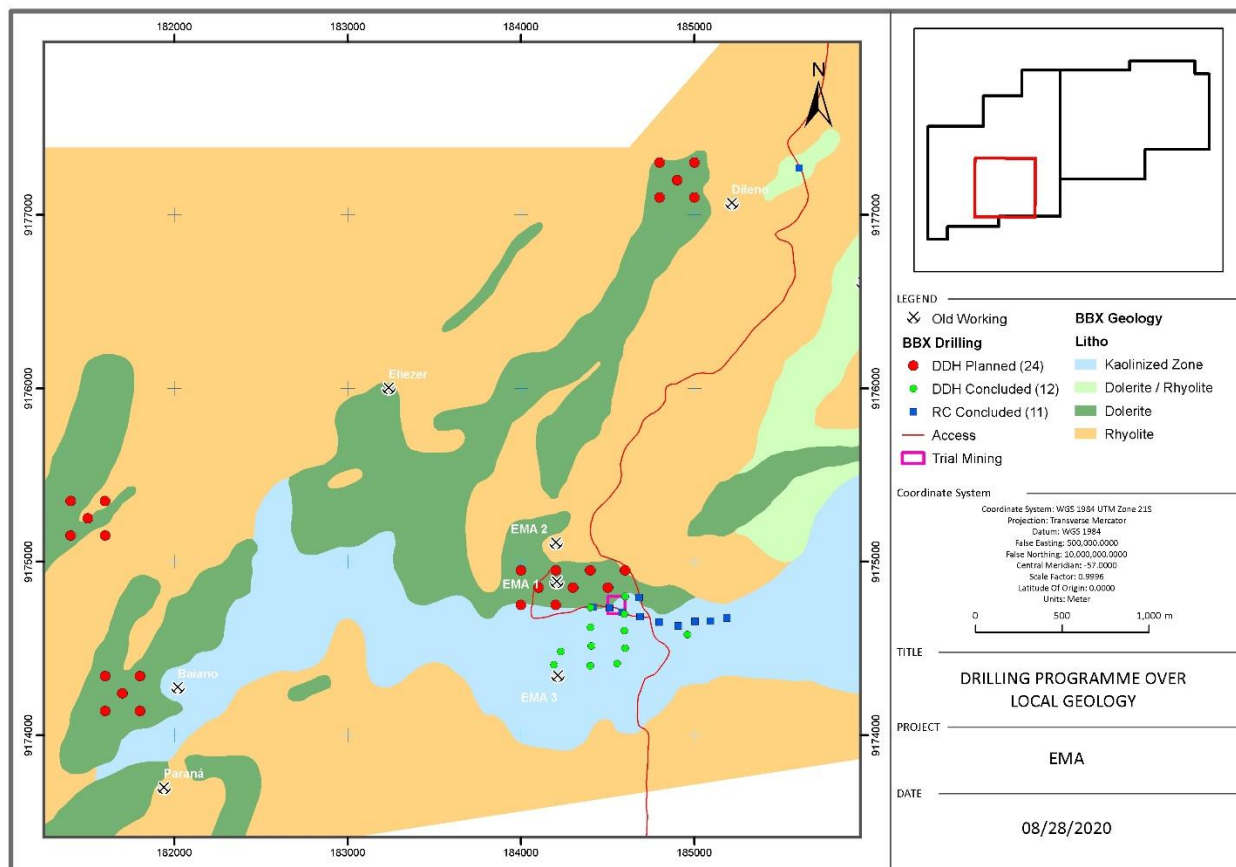 182000
183000
184000
185000
9177000
9176000
9175000
9174000
9177000
9176000
9175000
9174000
N
Dileno
Eliezer
EMA 2
EMA 1
EMA 3
Baiano
Paraná
182000
183000
184000
185000
LEGEND
Old Working
BBX Drilling
DDH Planned (24)
DDH Concluded (12)
RC Concluded (11)
Access
Trial Mining
BBX Geology
Litho
Kaolinized Zone
Dolerite / Rhyolite
Dolerite
Rhyolite
Coordinate System
Coordinate System: WGS 1984 UTM Zone 21S
Projection: Transverse Mercator
Datum: WGS 1984
False Easting: 500,000.0000
False Northing: 10,000,000.0000
Central Meridian: -57.0000
Scale Factor: 0.9996
Latitude Of Origin: 0.0000
Units: Meter
0 500 1,000 m
TITLE
DRILLING PROGRAMME OVER
LOCAL GEOLOGY
PROJECT
EMA
DATE
08/28/2020